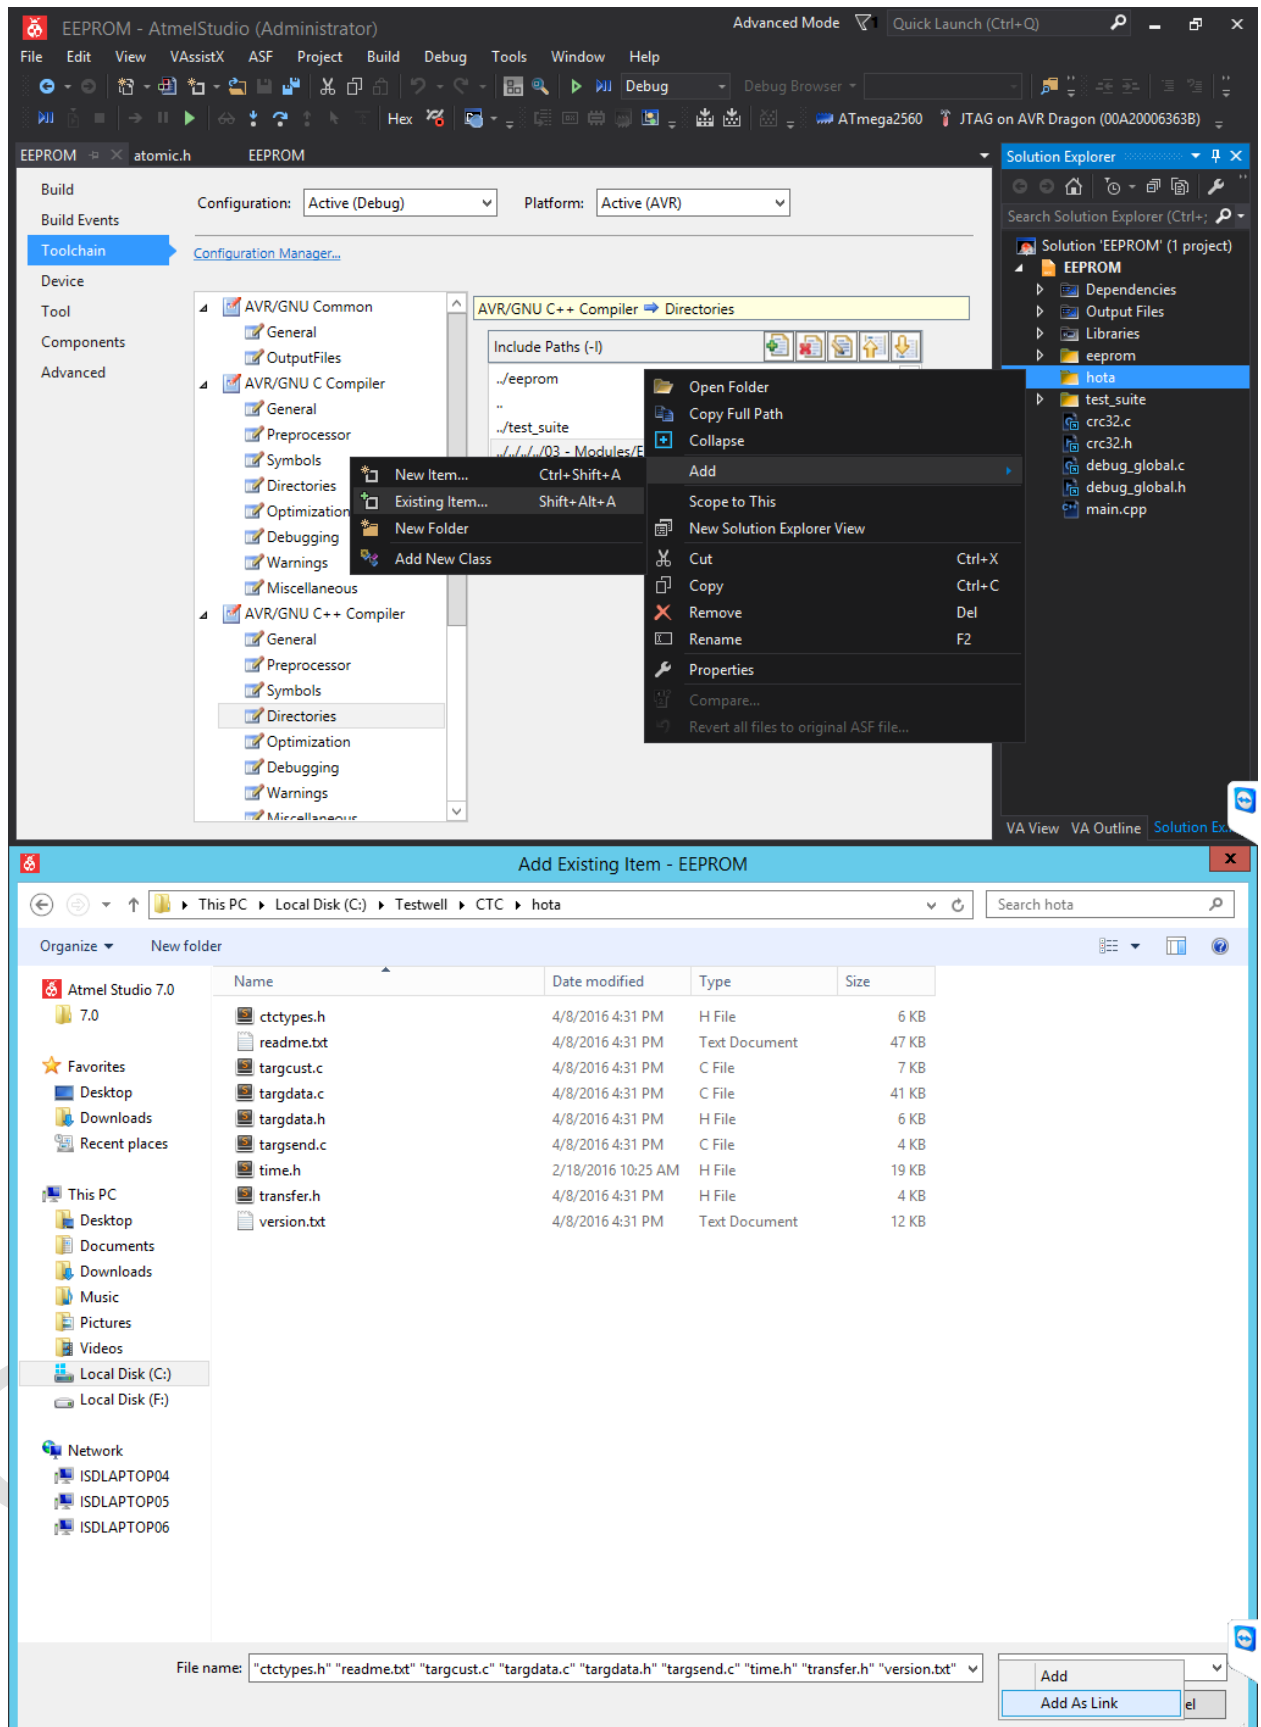 EEPROM - AtmelStudio (Administrator)
Advanced Mode
1
Quick Launch (Ctrl+Q)
File Edit View VAssistX ASF Project Build Debug Tools Window Help
Debug
Debug Browser
Hex
ATmega2560
JTAG on AVR Dragon (00A20006363B)
EEPROM atomic.h EEPROM
Solution Explorer
Build
Build Events
Toolchain
Device
Tool
Components
Advanced
Configuration: Active (Debug) Platform: Active (AVR)
Configuration Manager...
AVR/GNU Common
General
OutputFiles
AVR/GNU C Compiler
General
Preprocessor
Symbols
Directories
Optimization
Debugging
Warnings
Miscellaneous
AVR/GNU C++ Compiler
General
Preprocessor
Symbols
Directories
Optimization
Debugging
Warnings
Miscellaneous
AVR/GNU C++ Compiler Directories
Include Paths (-I)
../eeprom
..
../test_suite
../../../../03 - Modules/E
New Item... Ctrl+Shift+A
Existing Item... Shift+Alt+A
New Folder
Add New Class
Open Folder
Copy Full Path
Collapse
Add
Scope to This
New Solution Explorer View
Cut Ctrl+X
Copy Ctrl+C
Remove Del
Rename F2
Properties
Compare...
Revert all files to original ASF file...
Search Solution Explorer (Ctrl+;
Solution 'EEPROM' (1 project)
EEPROM
Dependencies
Output Files
Libraries
eeprom
hota
test_suite
crc32.c
crc32.h
debug_global.c
debug_global.h
main.cpp
VA View VA Outline Solution Ex...
Add Existing Item - EEPROM
x
This PC Local Disk (C:) Testwell CTC hota
Search hota
Organize New folder
Atmel Studio 7.0
7.0
Favorites
Desktop
Downloads
Recent places
This PC
Desktop
Documents
Downloads
Music
Pictures
Videos
Local Disk (C:)
Local Disk (F:)
Network
ISDLAPTOP04
ISDLAPTOP05
ISDLAPTOP06
Name Date modified Type Size
ctctypes.h 4/8/2016 4:31 PM H File 6 KB
readme.txt 4/8/2016 4:31 PM Text Document 47 KB
targcust.c 4/8/2016 4:31 PM C File 7 KB
targdata.c 4/8/2016 4:31 PM C File 41 KB
targdata.h 4/8/2016 4:31 PM H File 6 KB
targsend.c 4/8/2016 4:31 PM C File 4 KB
time.h 2/18/2016 10:25 AM H File 19 KB
transfer.h 4/8/2016 4:31 PM H File 4 KB
version.txt 4/8/2016 4:31 PM Text Document 12 KB
File name: "ctctypes.h" "readme.txt" "targcust.c" "targdata.c" "targdata.h" "targsend.c" "time.h" "transfer.h" "version.txt"
Add
Add As Link
el